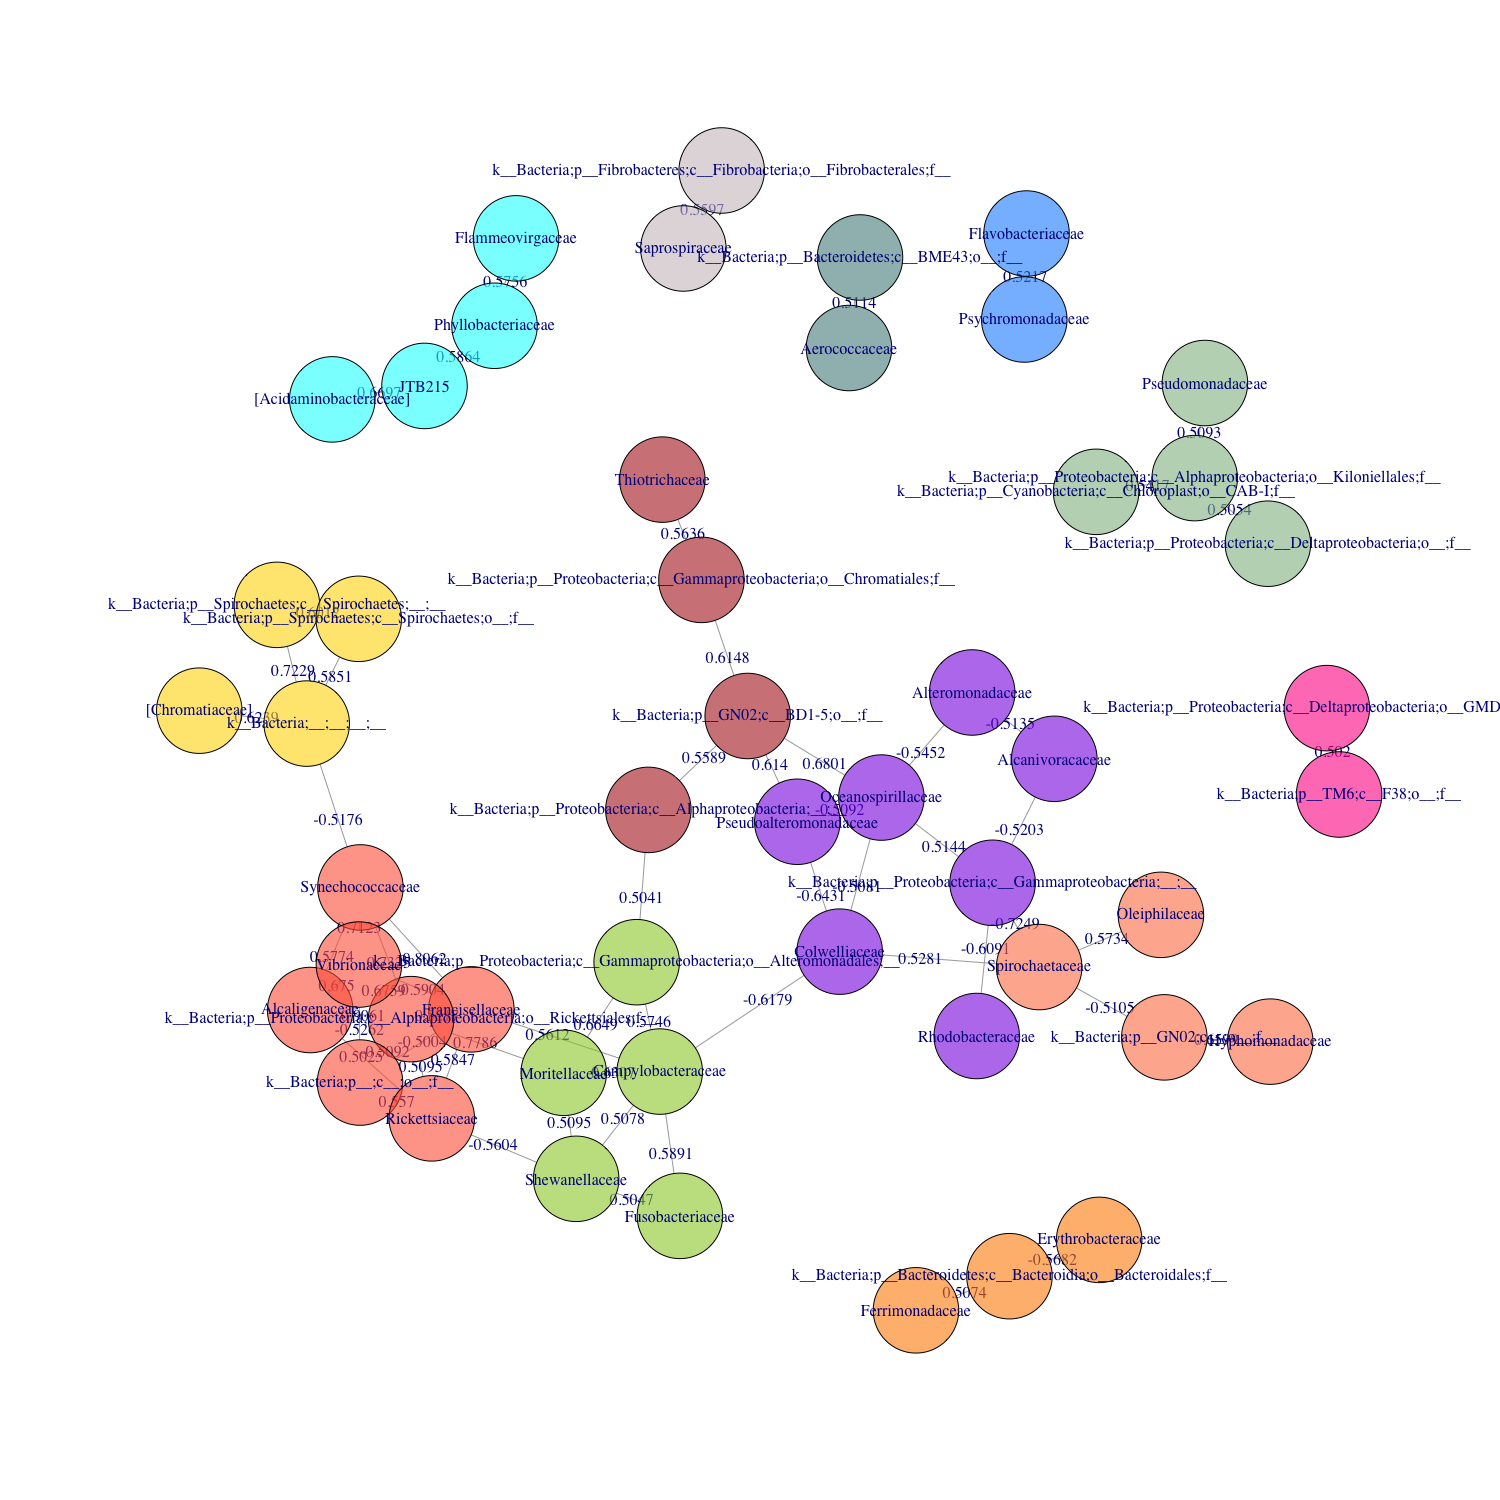 k__Bacteria;p__Fibrobacteres;c__Fibrobacteria;o__Fibrobacterales;f__
0.5597
Flammeovirgaceae
Saprospiraceae
k__Bacteria;p__Bacteroidetes;c__BME43;o__;f__
Flavobacteriaceae
0.5756
0.5217
0.5114
Phyllobacteriaceae
Psychromonadaceae
Aerococcaceae
0.5864
JTB215
0.6697
[Acidaminobacteraceae]
Pseudomonadaceae
0.5093
Thiotrichaceae
k__Bacteria;p__Proteobacteria;c__Alphaproteobacteria;o__Kiloniellales;f__
k__Bacteria;p__Cyanobacteria;c__Chloroplast;o__CAB-I;f__
0.5054
0.5636
k__Bacteria;p__Proteobacteria;c__Deltaproteobacteria;o__;f__
k__Bacteria;p__Proteobacteria;c__Gammaproteobacteria;o__Chromatiales;f__
k__Bacteria;p__Spirochaetes;c__Spirochaetes;__;__
k__Bacteria;p__Spirochaetes;c__Spirochaetes;o__;f__
0.6148
0.7229
0.5851
[Chromatiaceae]
0.6239
k__Bacteria;__;__;__;__
k__Bacteria;p__GN02;c__BD1-5;o__;f__
Alteromonadaceae
-0.5135
k__Bacteria;p__Proteobacteria;c__Deltaproteobacteria;o__GMD
0.502
0.5589
0.614
0.6801
-0.5452
Alcanivoracaceae
k__Bacteria;p__TM6;c__F38;o__;f__
Oceanospirillaceae
k__Bacteria;p__Proteobacteria;c__Alphaproteobacteria;__;__
-0.5092
Pseudoalteromonadaceae
-0.5176
-0.5203
0.5144
Synechococcaceae
k__Bacteria;p__Proteobacteria;c__Gammaproteobacteria;__;__
-0.5081
-0.6431
0.5041
Oleiphilaceae
0.7123
-0.7249
0.5734
-0.6091
0.5774
-0.8062
Vibrionaceae
k__Bacteria;p__Proteobacteria;c__Gammaproteobacteria;o__Alteromonadales;__
Colwelliaceae
0.5281
Spirochaetaceae
0.675
0.6739
-0.5904
-0.6179
-0.5105
Alcaligenaceae
Francisellaceae
k__Bacteria;p__Proteobacteria;c__Alphaproteobacteria;o__Rickettsiales;f__
0.6649
0.5746
-0.5262
0.5612
-0.5004
0.7786
Rhodobacteraceae
k__Bacteria;p__GN02;c__;o__;f__
Hyphomonadaceae
0.5025
-0.5092
0.5095
0.5847
Moritellaceae
Campylobacteraceae
k__Bacteria;p__;c__;o__;f__
0.557
Rickettsiaceae
0.5095
0.5078
-0.5604
0.5891
Shewanellaceae
0.5047
Fusobacteriaceae
Erythrobacteraceae
-0.5682
k__Bacteria;p__Bacteroidetes;c__Bacteroidia;o__Bacteroidales;f__
0.5074
Ferrimonadaceae